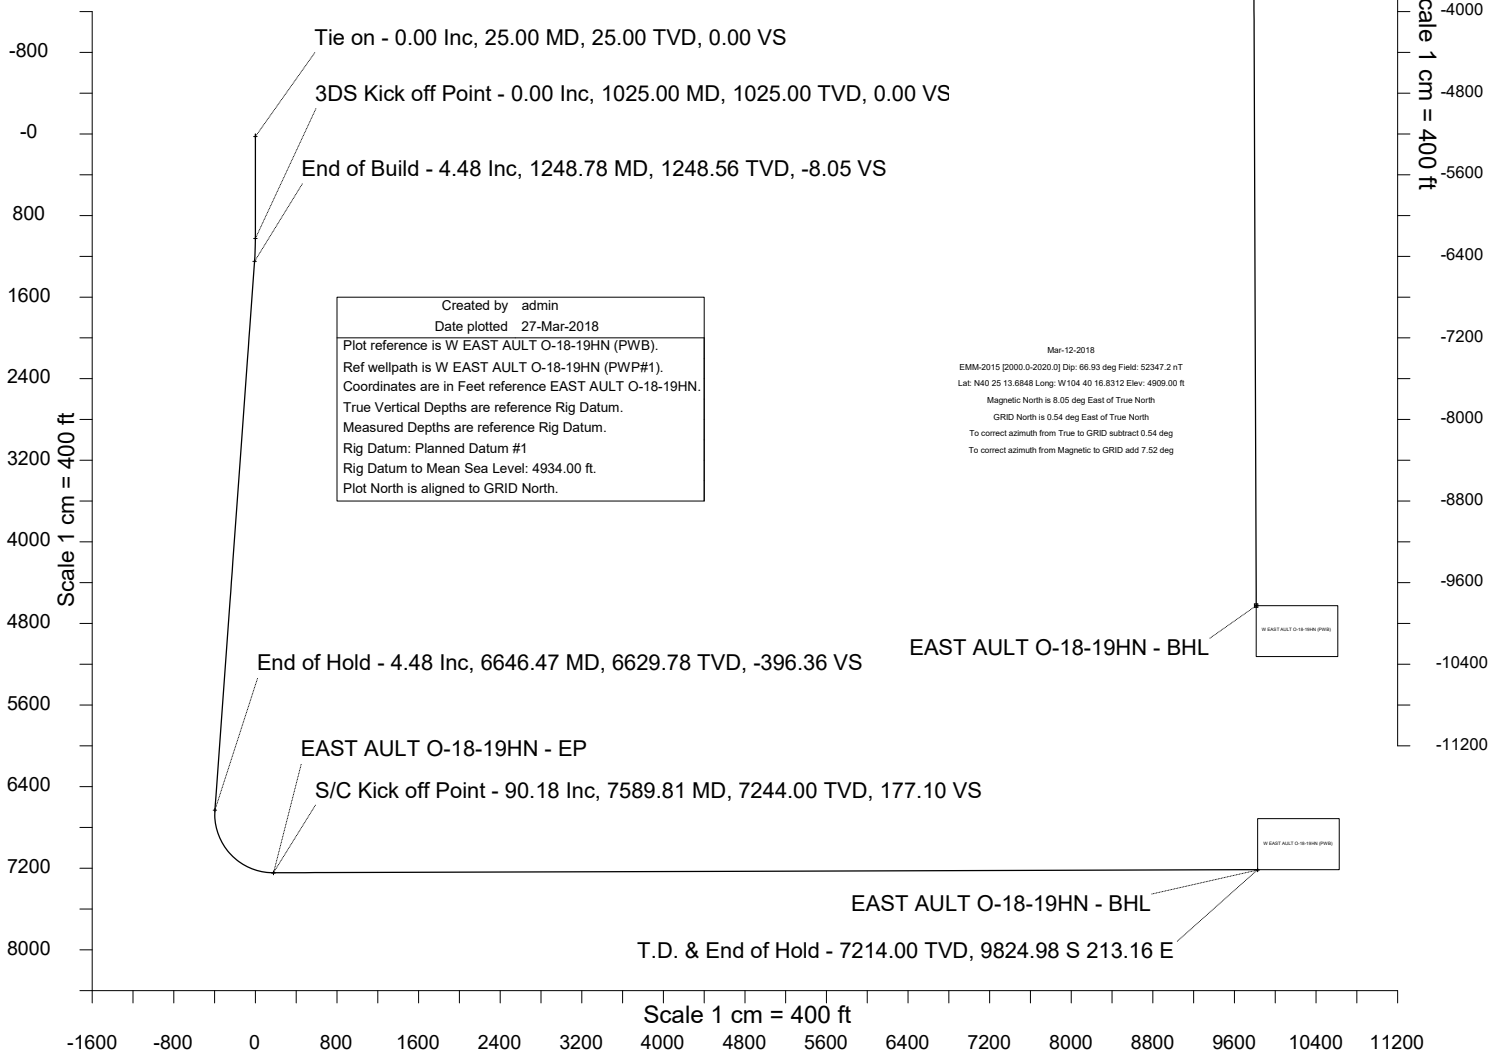 Tie on - 0.00 Inc, 25.00 MD, 25.00 TVD, 0.00 VS
3DS Kick off Point - 0.00 Inc, 1025.00 MD, 1025.00 TVD, 0.00 VS
End of Build - 4.48 Inc, 1248.78 MD, 1248.56 TVD, -8.05 VS
-800
-0
800
1600
2400
3200
4000
4800
5600
6400
7200
8000
Scale 1 cm = 400 ft
Created by admin
Date plotted 27-Mar-2018
Plot reference is W EAST AULT O-18-19HN (PWB).
Ref wellpath is W EAST AULT O-18-19HN (PWP#1).
Coordinates are in Feet reference EAST AULT O-18-19HN.
True Vertical Depths are reference Rig Datum.
Measured Depths are reference Rig Datum.
Rig Datum: Planned Datum #1
Rig Datum to Mean Sea Level: 4934.00 ft.
Plot North is aligned to GRID North.
Mar-12-2018
EMM-2015 [2000.0-2020.0] Dip: 66.93 deg Field: 52347.2 nT
Lat: N40 25 13.6848 Long: W104 40 16.8312 Elev: 4909.00 ft
Magnetic North is 8.05 deg East of True North
GRID North is 0.54 deg East of True North
To correct azimuth from True to GRID subtract 0.54 deg
To correct azimuth from Magnetic to GRID add 7.52 deg
-4000
-4800
-5600
-6400
-7200
-8000
-8800
-9600
-10400
-11200
cale 1 cm = 400 ft
EAST AULT O-18-19HN - BHL
W EAST AULT O-18-19HN (PWB)
End of Hold - 4.48 Inc, 6646.47 MD, 6629.78 TVD, -396.36 VS
EAST AULT O-18-19HN - EP
S/C Kick off Point - 90.18 Inc, 7589.81 MD, 7244.00 TVD, 177.10 VS
W EAST AULT O-18-19HN (PWB)
EAST AULT O-18-19HN - BHL
T.D. & End of Hold - 7214.00 TVD, 9824.98 S 213.16 E
Scale 1 cm = 400 ft
-1600 -800 0 800 1600 2400 3200 4000 4800 5600 6400 7200 8000 8800 9600 10400 11200